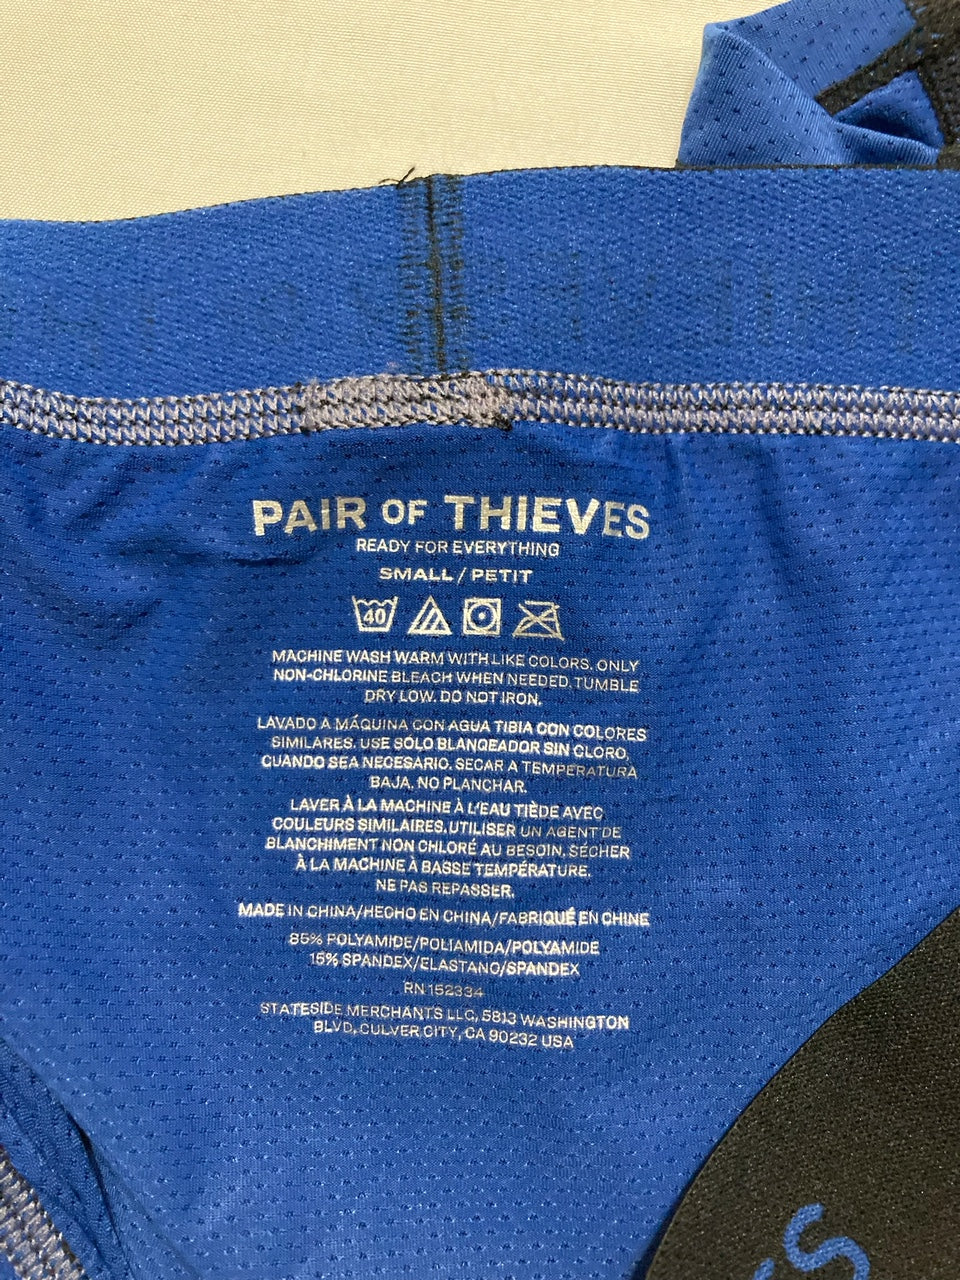 PAIR OF THIEVES
READY FOR EVERYTHING
SMALL / PETIT
40
MACHINE WASH WARM WITH LIKE COLORS. ONLY
NON-CHLORINE BLEACH WHEN NEEDED. TUMBLE
DRY LOW. DO NOT IRON.
LAVADO A MÁQUINA CON AGUA TIBIA CON COLORES
SIMILARES. USE SÓLO BLANQEADOR SIN CLORO,
CUANDO SEA NECESARIO. SECAR A TEMPERATURA
BAJA. NO PLANCHAR.
LAVER À LA MACHINE À L'EAU TIÈDE AVEC
COULEURS SIMILAIRES. UTILISER UN AGENT DE
BLANCHIMENT NON CHLORÉ AU BESOIN. SÉCHER
À LA MACHINE À BASSE TEMPÉRATURE.
NE PAS REPASSER.
MADE IN CHINA/HECHO EN CHINA/FABRIQUÉ EN CHINE
85% POLYAMIDE/POLIAMIDA/POLYAMIDE
15% SPANDEX/ELASTANO/SPANDEX
RN 152334
STATESIDE MERCHANTS LLC, 5813 WASHINGTON
BLVD, CULVER CITY, CA 90232 USA